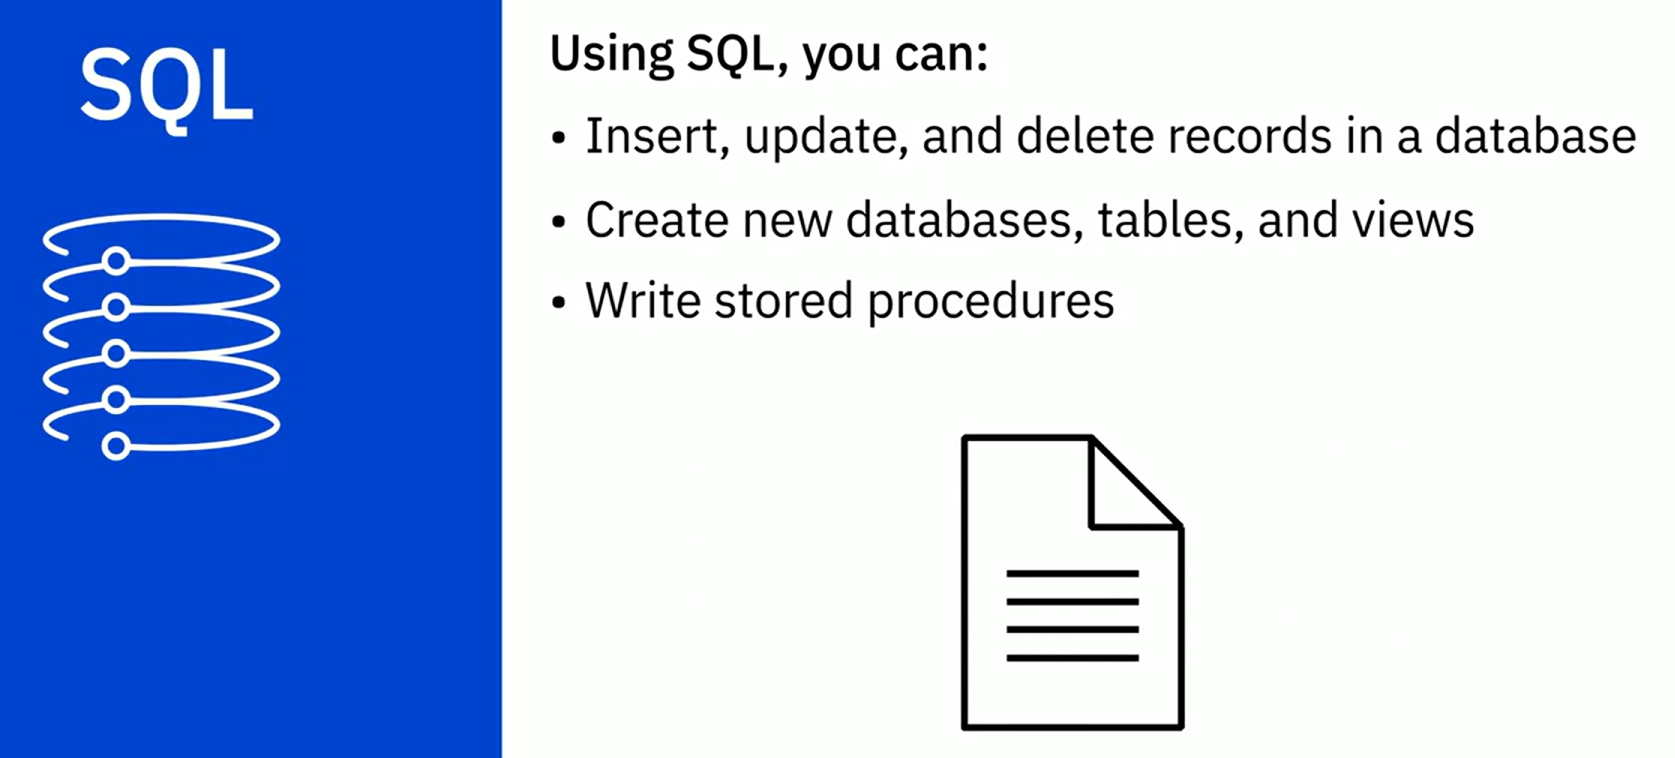 SQL
Using SQL, you can:
• Insert, update, and delete records in a database
• Create new databases, tables, and views
• Write stored procedures